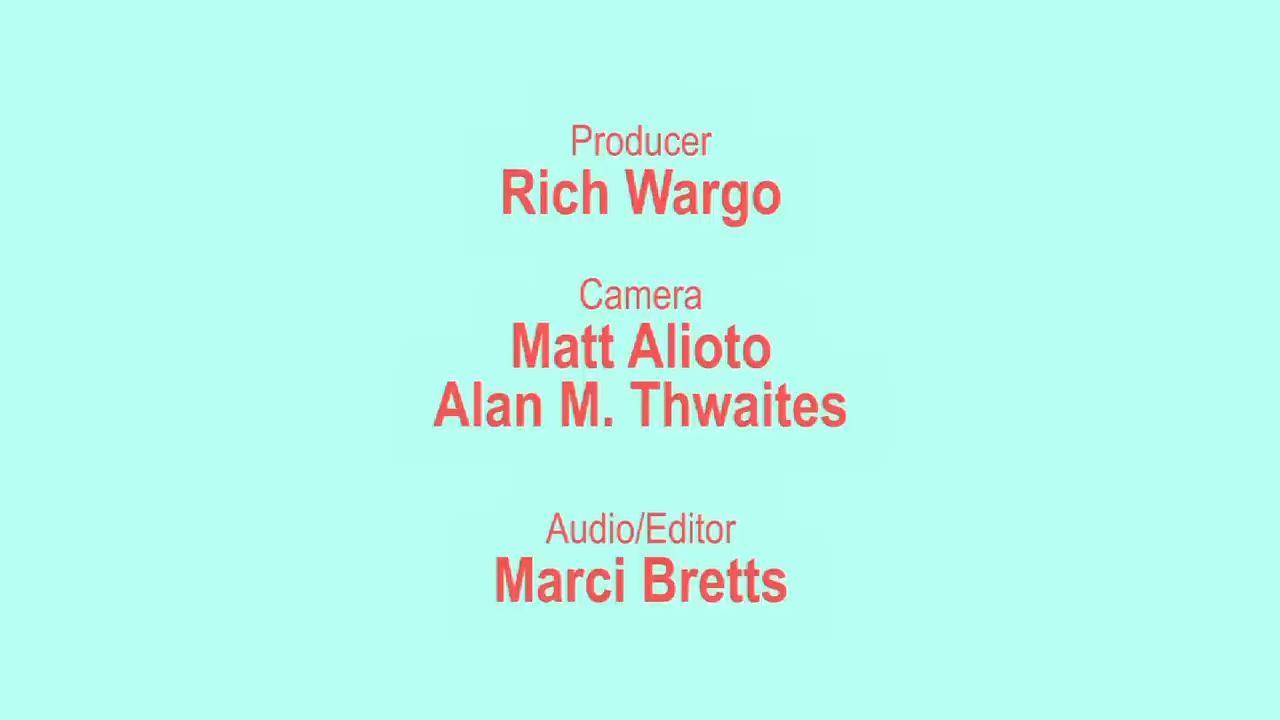 Producer
Rich Wargo
Camera
Matt Alioto
Alan M. Thwaites
Audio/Editor
Marci Bretts